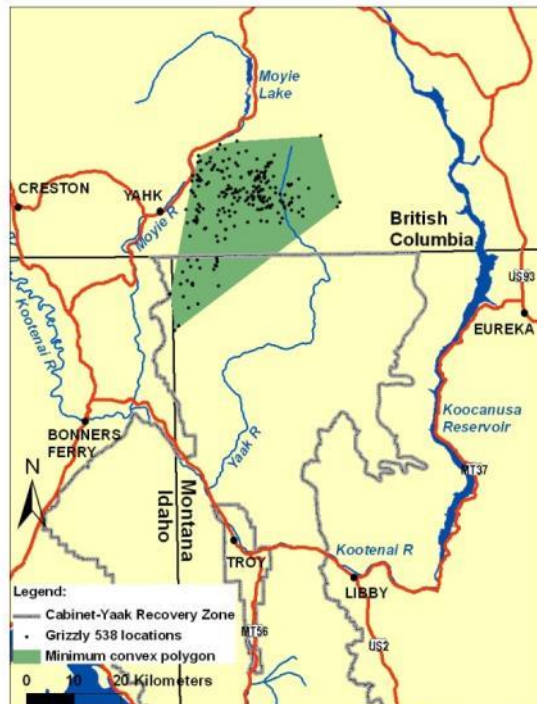 Moyie
Lake
CRESTON
YAHK
Moyie R
British
Columbia
Kootenai R
US93
EUREKA
Koocanusa
Reservoir
BONNERS
FERRY
Yaak R
N
Montana
Idaho
MT37
Kootenai R
TROY
LIBBY
Legend:
Cabinet-Yaak Recovery Zone
Grizzly 538 locations
Minimum convex polygon
MT56
US2
0 10 20 Kilometers